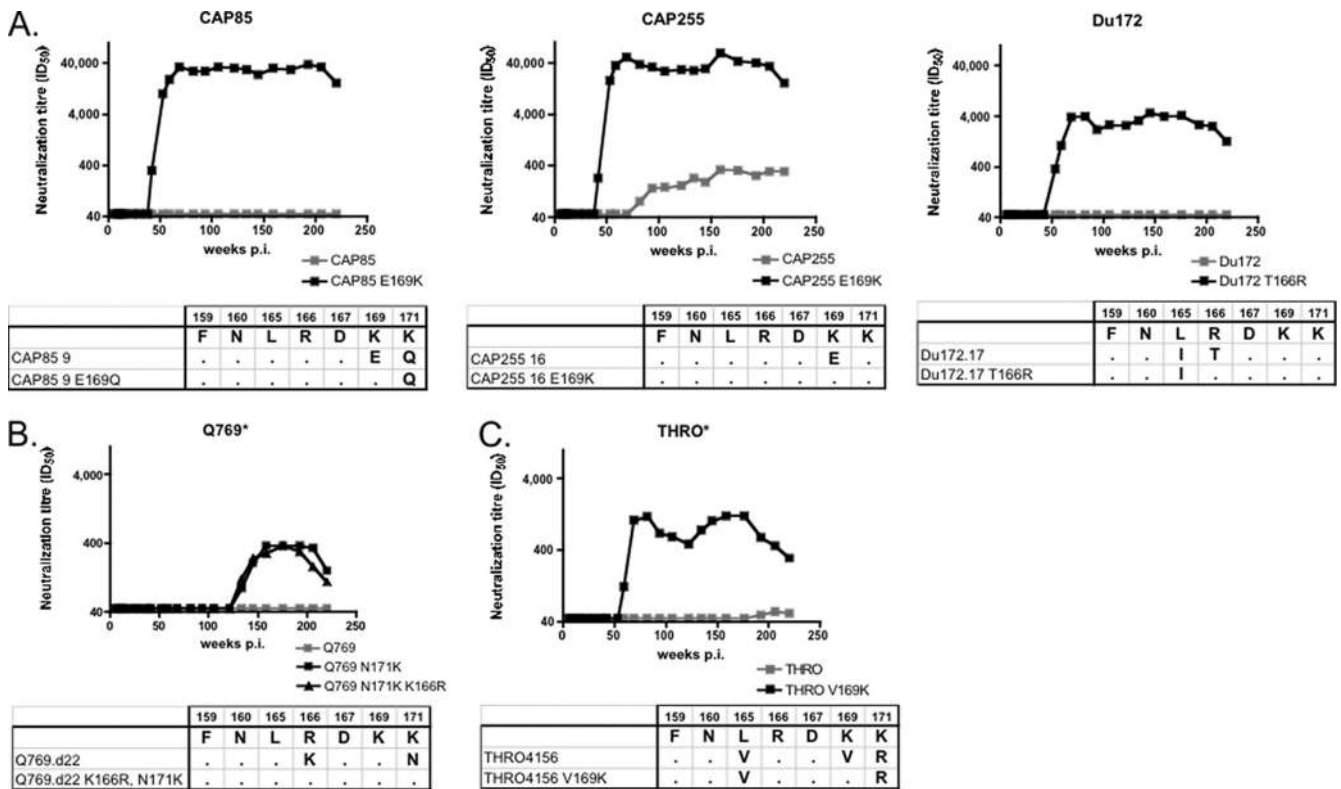 A.
CAP85
Neutralization titre (ID50)
40,000
4,000
400
40
0 50 100 150 200 250
weeks p.i.
CAP85
CAP85 E169K
159 160 165 166 167 169 171
F N L R D K K
CAP85 9 . . . . . E Q
CAP85 9 E169Q . . . . . . Q
CAP255
Neutralization titre (ID50)
40,000
4,000
400
40
0 50 100 150 200 250
weeks p.i.
CAP255
CAP255 E169K
159 160 165 166 167 169 171
F N L R D K K
CAP255 16 . . . . . E .
CAP255 16 E169K . . . . . . .
Du172
Neutralization titre (ID50)
40,000
4,000
400
40
0 50 100 150 200 250
weeks p.i.
Du172
Du172 T166R
159 160 165 166 167 169 171
F N L R D K K
Du172.17 . . I T . . .
Du172.17 T166R . . I . . . .
B.
Q769*
Neutralization titre (ID50)
4,000
400
40
0 50 100 150 200 250
weeks p.i.
Q769
Q769 N171K
Q769 N171K K166R
159 160 165 166 167 169 171
F N L R D K K
Q769.d22 . . . K . . N
Q769.d22 K166R, N171K . . . . . . .
C.
THRO*
Neutralization titre (ID50)
4,000
400
40
0 50 100 150 200 250
weeks p.i.
THRO
THRO V169K
159 160 165 166 167 169 171
F N L R D K K
THRO4156 . . V . . V R
THRO4156 V169K . . V . . . R